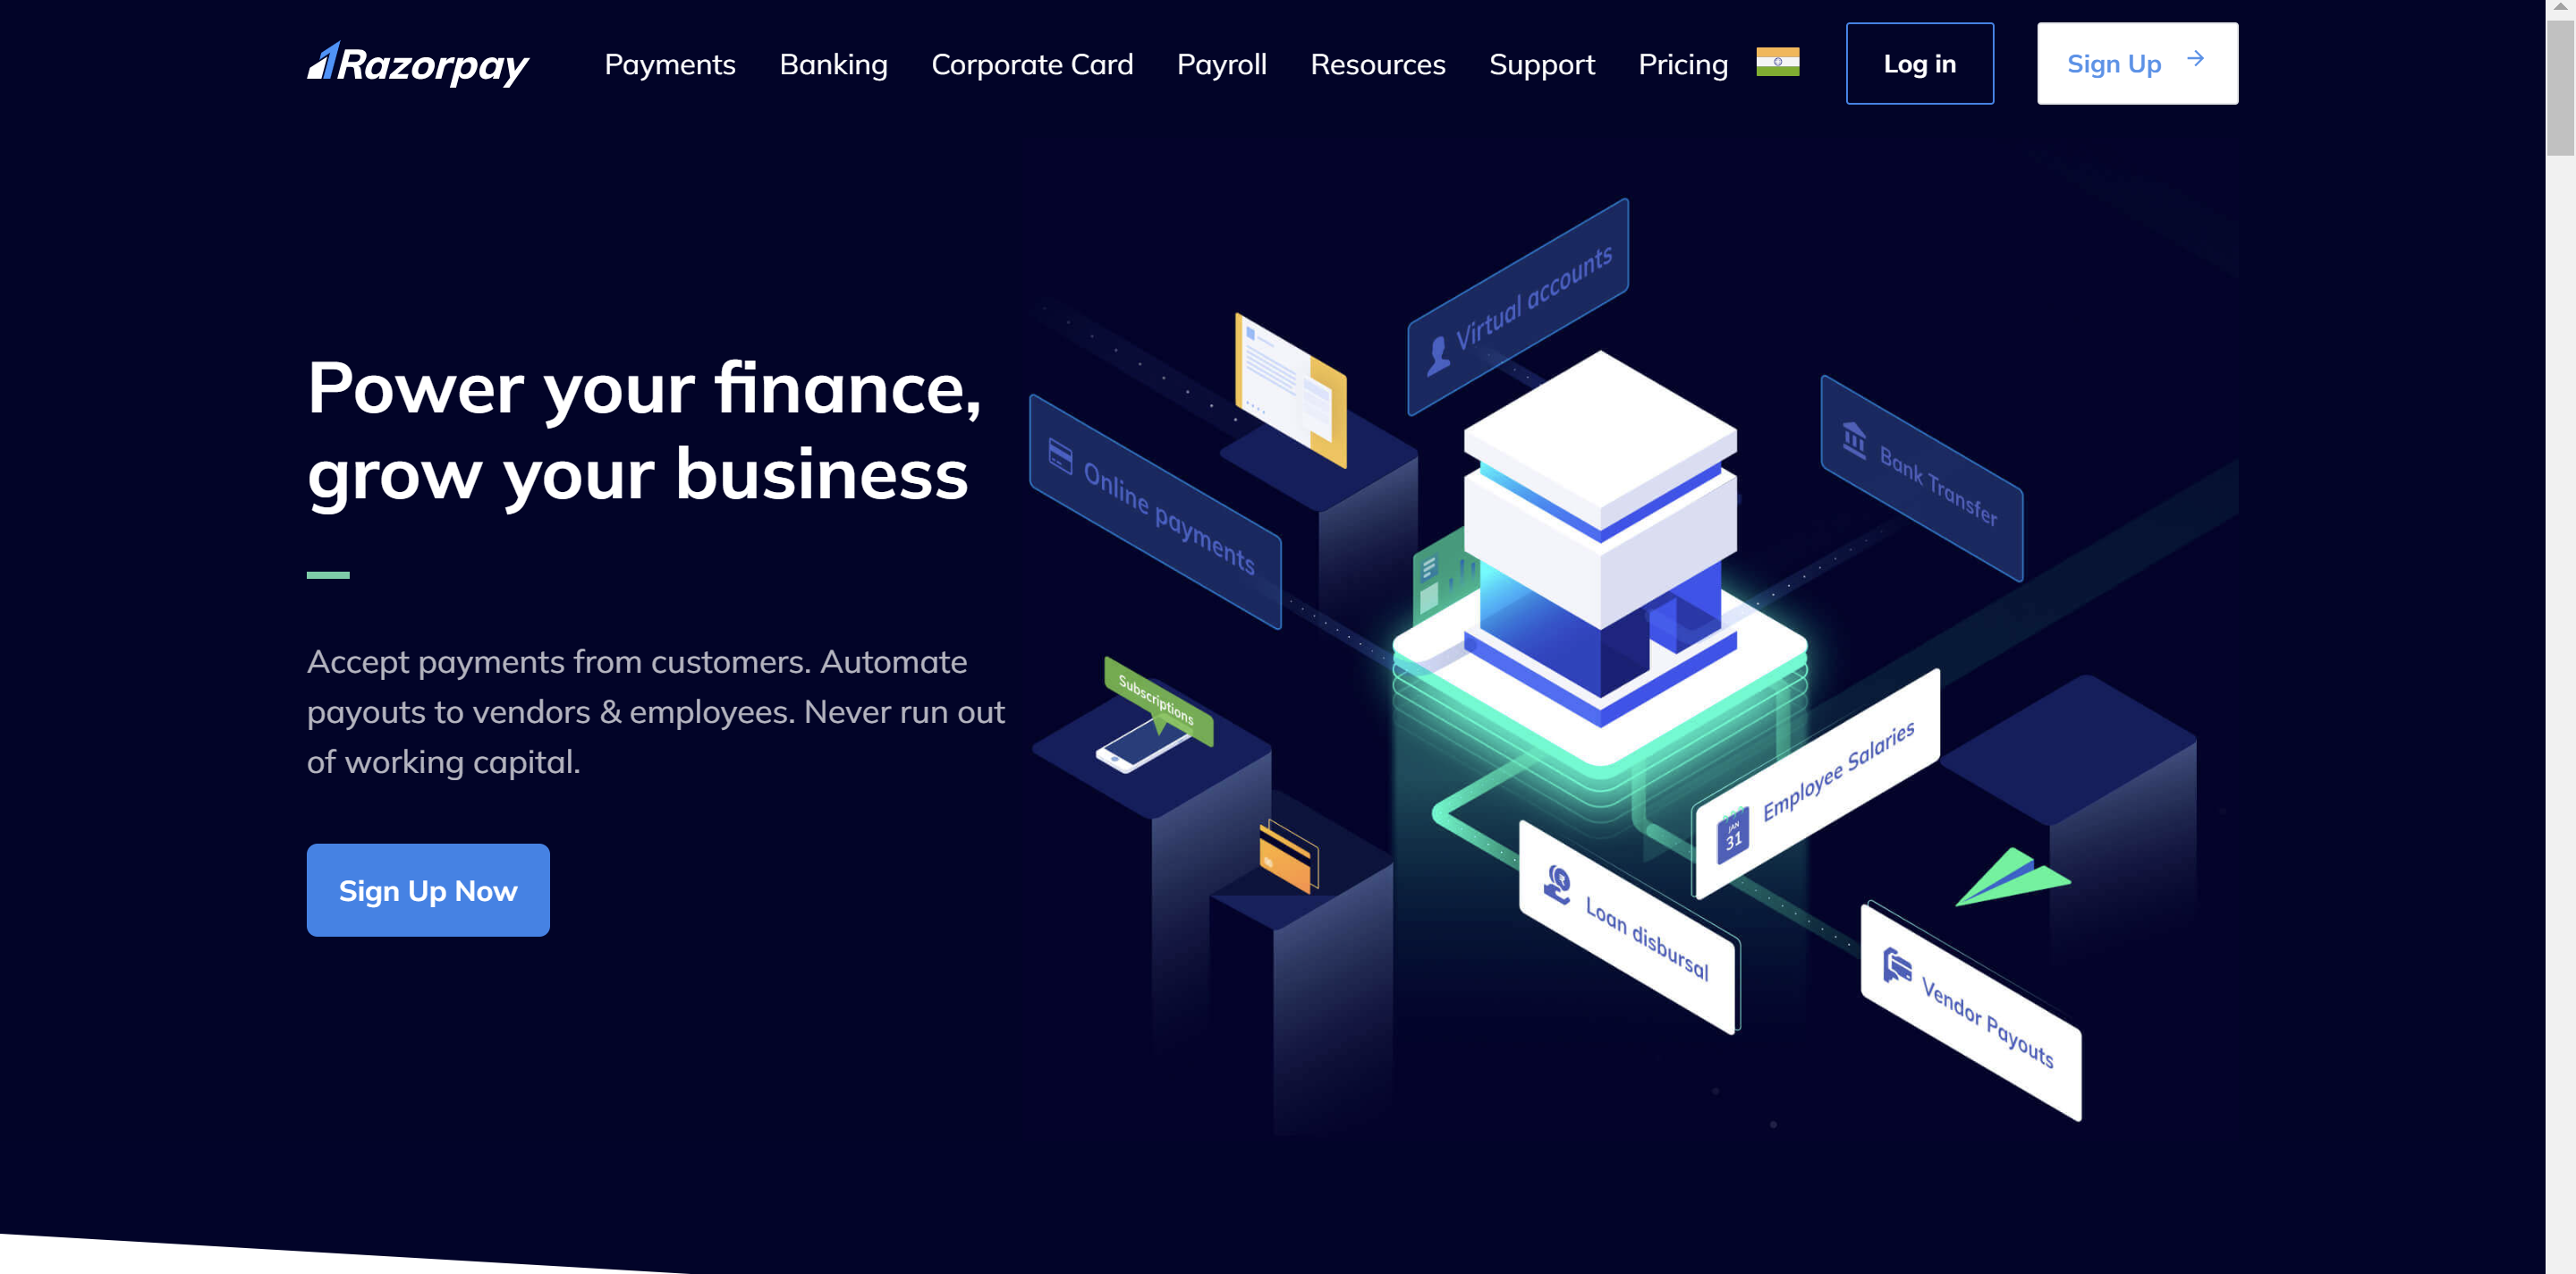 Razorpay
Payments
Banking
Corporate Card
Payroll
Resources
Support
Pricing
Log in
Sign Up
Power your finance,
grow your business
Accept payments from customers. Automate
payouts to vendors & employees. Never run out
of working capital.
Sign Up Now
Virtual accounts
Online payments
Bank Transfer
Subscriptions
Employee Salaries
JAN
31
Loan disbursal
Vendor Payouts